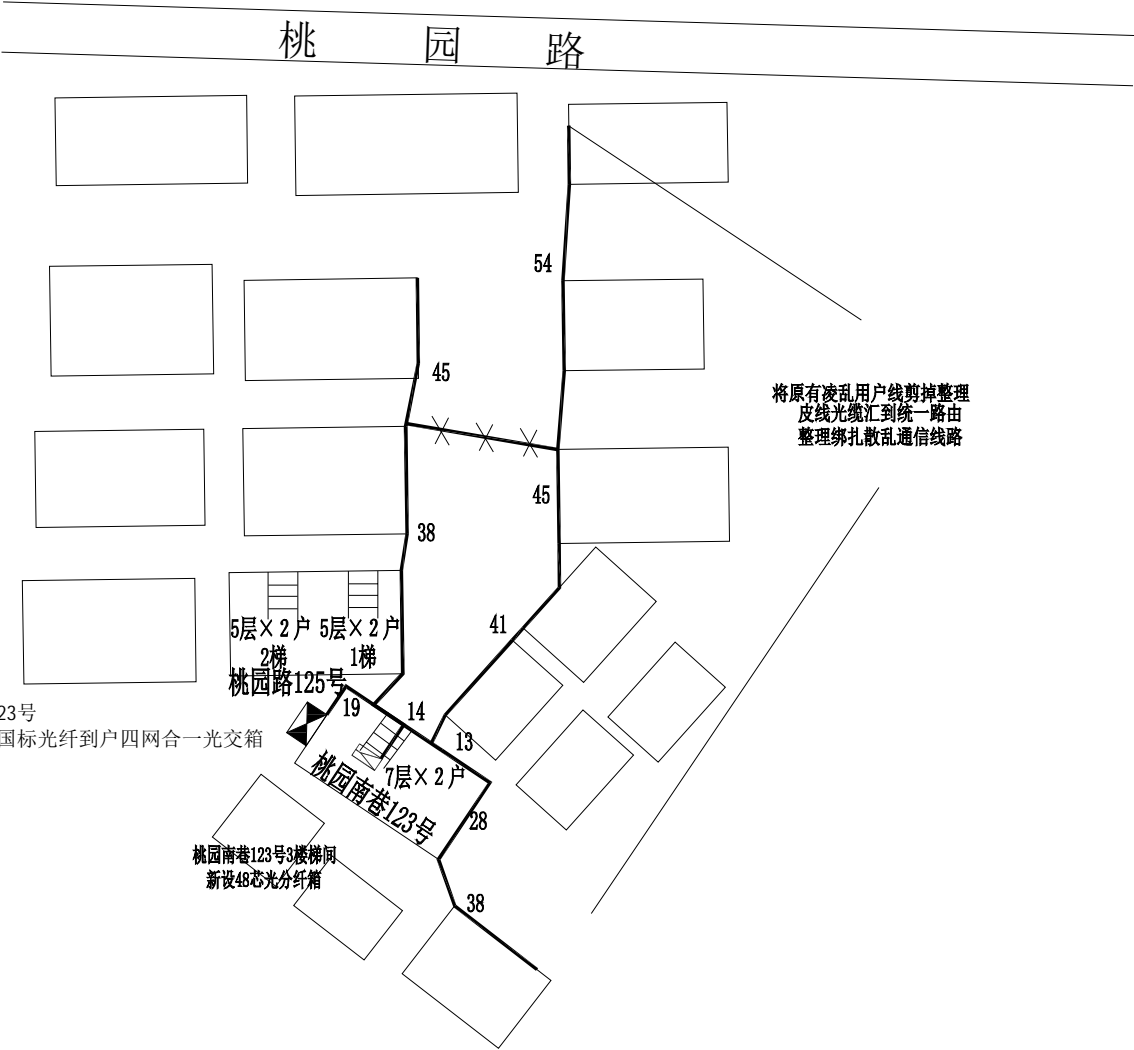 桃 园 路
54
45
将原有凌乱用户线剪掉整理
皮线光缆汇到统一路由
整理绑扎散乱通信线路
45
38
41
5层×2户 5层×2户
2梯 1梯
桃园路125号
19
14
23号
国标光纤到户四网合一光交箱
13
7层×2户
桃园南巷123号
28
桃园南巷123号3楼梯间
新设48芯光分纤箱
38